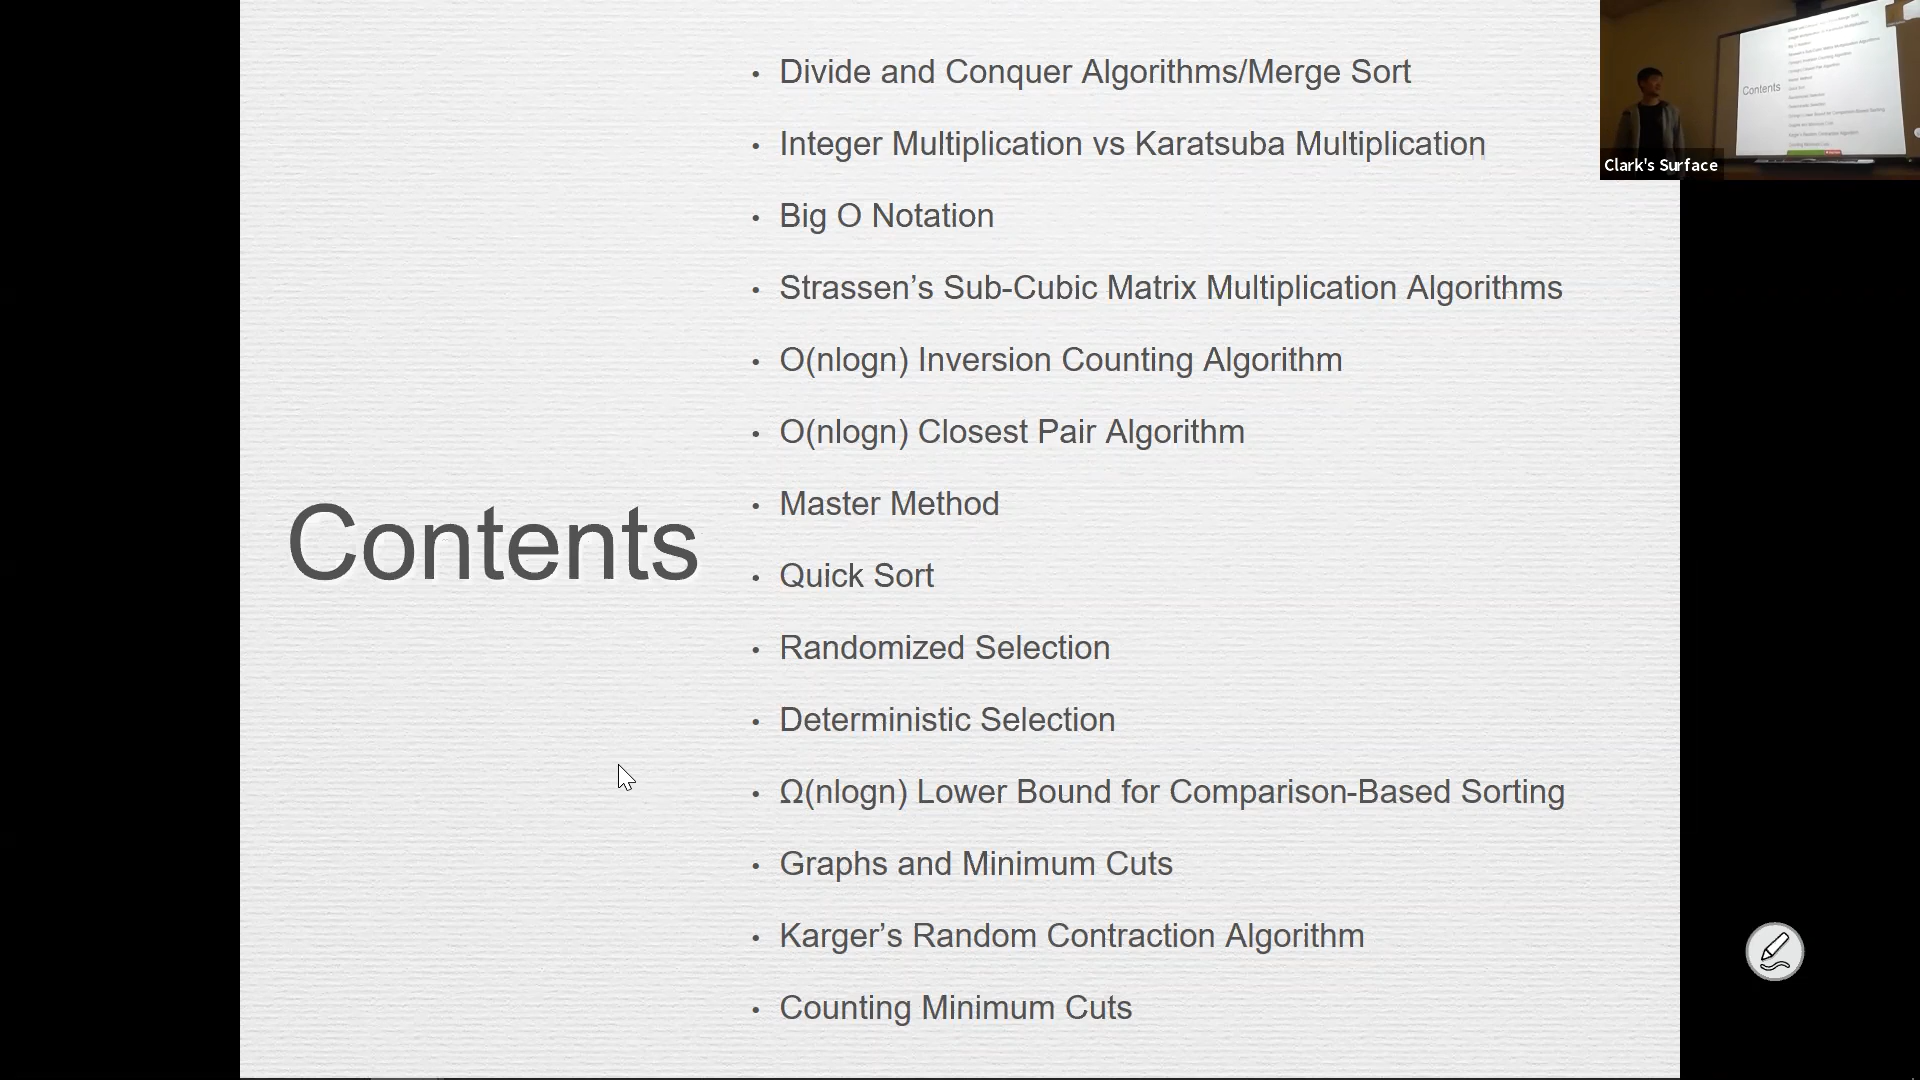 Contents
• Divide and Conquer Algorithms/Merge Sort
• Integer Multiplication vs Karatsuba Multiplication
• Big O Notation
• Strassen’s Sub-Cubic Matrix Multiplication Algorithms
• O(nlogn) Inversion Counting Algorithm
• O(nlogn) Closest Pair Algorithm
• Master Method
• Quick Sort
• Randomized Selection
• Deterministic Selection
• Ω(nlogn) Lower Bound for Comparison-Based Sorting
• Graphs and Minimum Cuts
• Karger’s Random Contraction Algorithm
• Counting Minimum Cuts
Contents
Clark's Surface